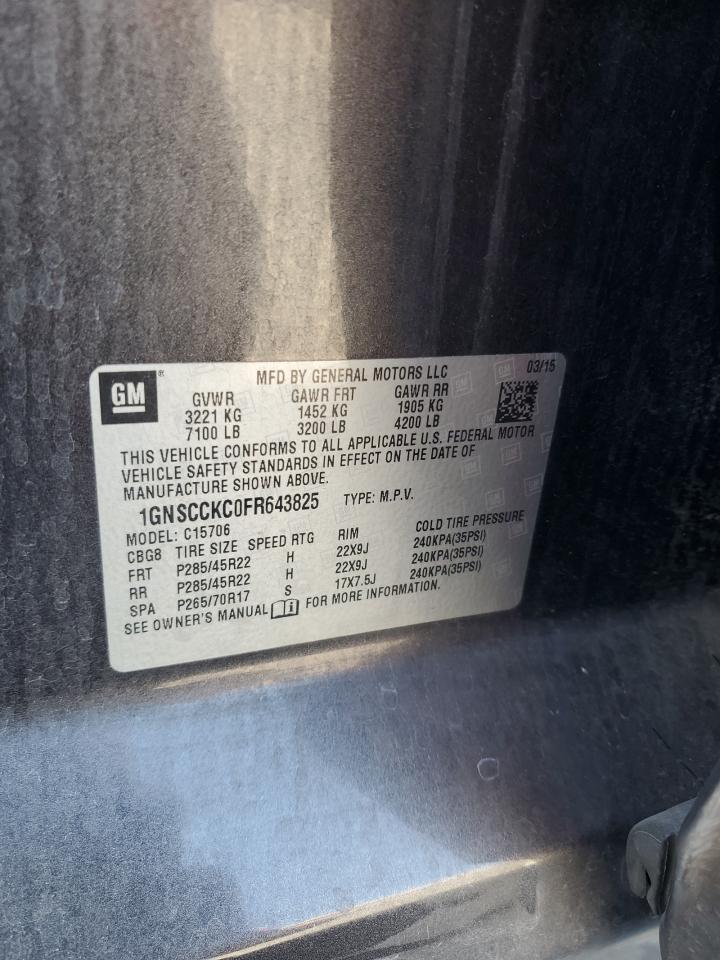 GM ®
MFD BY GENERAL MOTORS LLC 03/15
GVWR GAWR FRT GAWR RR
3221 KG 1452 KG 1905 KG
7100 LB 3200 LB 4200 LB
THIS VEHICLE CONFORMS TO ALL APPLICABLE U.S. FEDERAL MOTOR
VEHICLE SAFETY STANDARDS IN EFFECT ON THE DATE OF
MANUFACTURE SHOWN ABOVE.
1GNSCCKC0FR643825 TYPE: M.P.V.
MODEL: C15706
CBG8 TIRE SIZE SPEED RTG RIM COLD TIRE PRESSURE
FRT P285/45R22 H 22X9J 240KPA(35PSI)
RR P285/45R22 H 22X9J 240KPA(35PSI)
SPA P265/70R17 S 17X7.5J 240KPA(35PSI)
SEE OWNER'S MANUAL i FOR MORE INFORMATION.